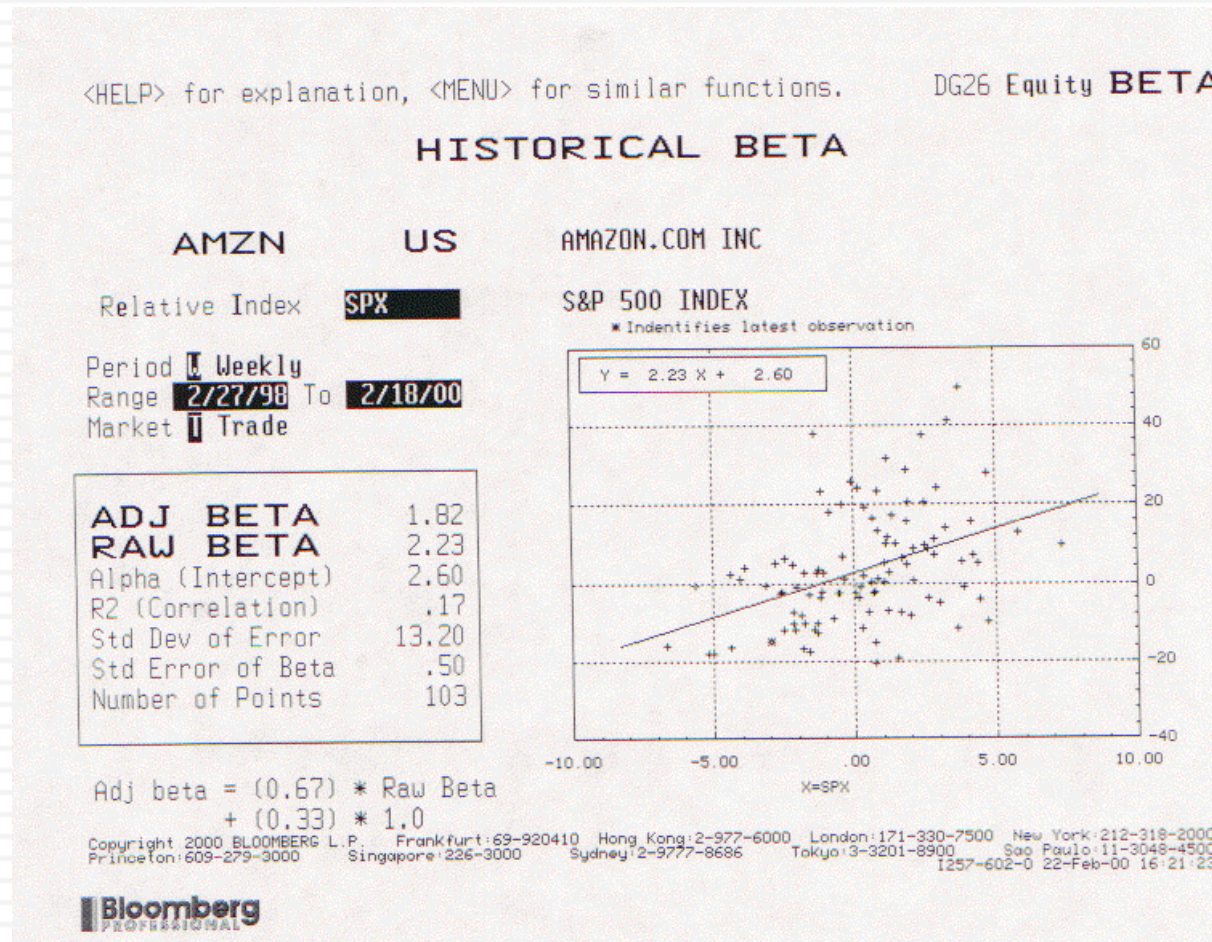 <HELP> for explanation, <MENU> for similar functions. DG26 Equity BETA
HISTORICAL BETA
AMZN US AMAZON.COM INC
Relative Index SPX S&P 500 INDEX
* Indentifies latest observation
Period W Weekly
Range 2/27/98 To 2/18/00
Market T Trade
Y = 2.23 X + 2.60
60
40
20
0
-20
-40
-10.00 -5.00 .00 5.00 10.00
X=SPX
ADJ BETA 1.82
RAW BETA 2.23
Alpha (Intercept) 2.60
R2 (Correlation) .17
Std Dev of Error 13.20
Std Error of Beta .50
Number of Points 103
Adj beta = (0.67) * Raw Beta
+ (0.33) * 1.0
Copyright 2000 BLOOMBERG L.P. Frankfurt:69-920410 Hong Kong:2-977-6000 London:171-330-7500 New York:212-318-2000
Princeton:609-279-3000 Singapore:226-3000 Sydney:2-9777-8686 Tokyo:3-3201-8900 Sao Paulo:11-3048-4500
I257-602-0 22-Feb-00 16:21:23
Bloomberg
PROFESSIONAL